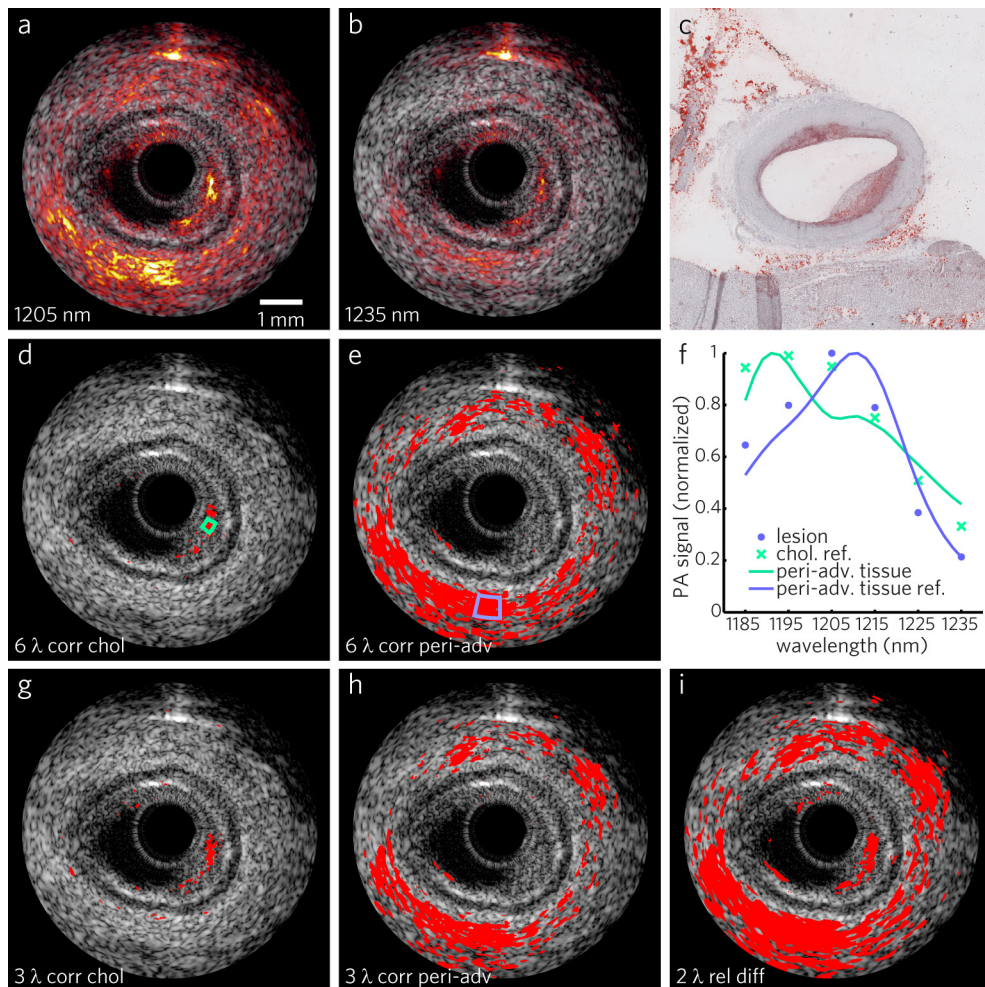 a
b
c
1205 nm
1 mm
1235 nm
d
e
f
6 λ corr chol
6 λ corr peri-adv
PA signal (normalized)
1
0.8
0.6
0.4
0.2
0
lesion
chol. ref.
peri-adv. tissue
peri-adv. tissue ref.
1185 1195 1205 1215 1225 1235
wavelength (nm)
g
h
i
3 λ corr chol
3 λ corr peri-adv
2 λ rel diff